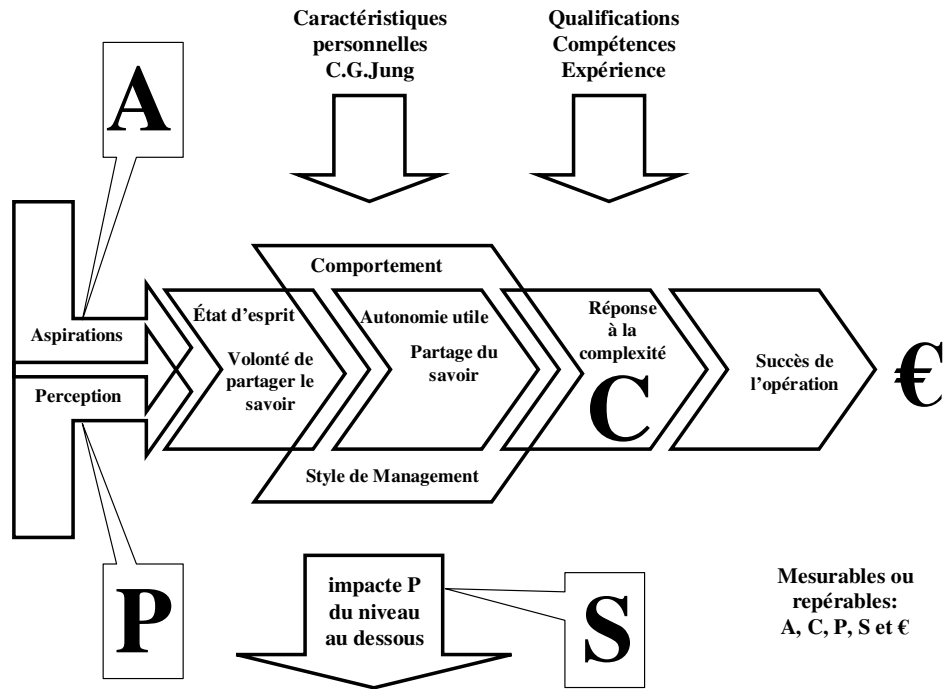 Caractéristiques
personnelles
C.G.Jung
Qualifications
Compétences
Expérience
A
Comportement
Aspirations
Perception
État d’esprit
Volonté de
partager le
savoir
Autonomie utile
Partage du
savoir
Réponse
à la
complexité
C
Succès de
l’opération
€
Style de Management
P
impacte P
du niveau
au dessous
S
Mesurables ou
repérables:
A, C, P, S et €